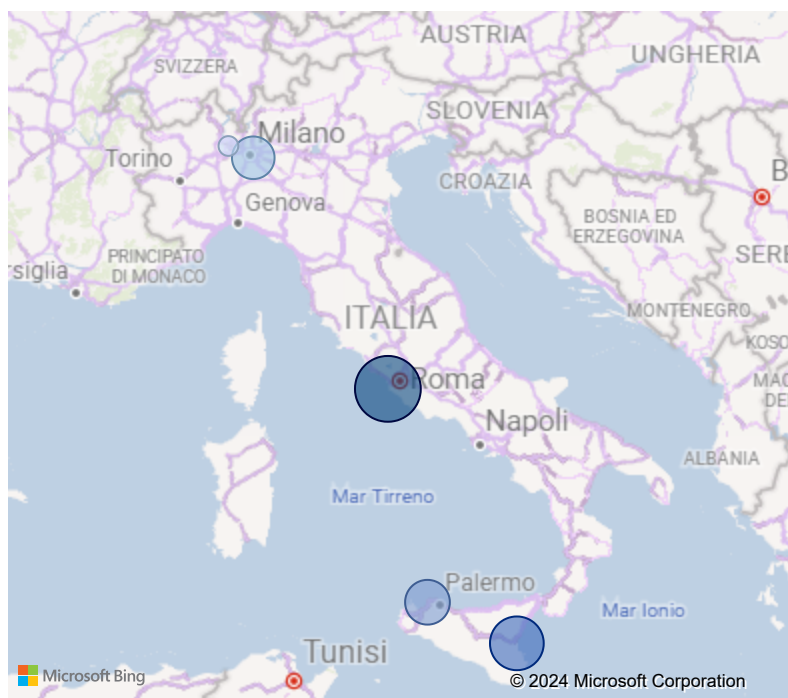 AUSTRIA
UNGHERIA
SVIZZERA
SLOVENIA
Milano
Torino
CROAZIA
B
Genova
BOSNIA ED
ERZEGOVINA
SERE
PRINCIPATO
DI MONACO
rsiglia
MONTENEGRO
ITALIA
KOSO
Roma
MAC
DE
Napoli
ALBANIA
Mar Tirreno
Palermo
Mar Ionio
Tunisi
Microsoft Bing
© 2024 Microsoft Corporation